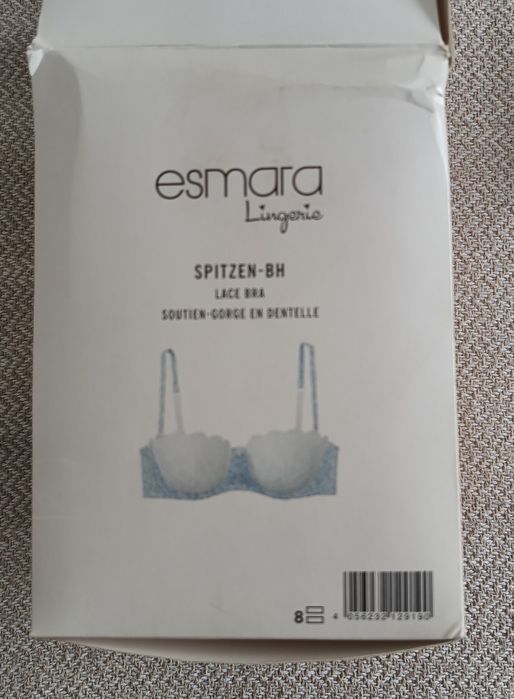 esmara
Lingerie
SPITZEN-BH
LACE BRA
SOUTIEN-GORGE EN DENTELLE
8
4 056232 129190